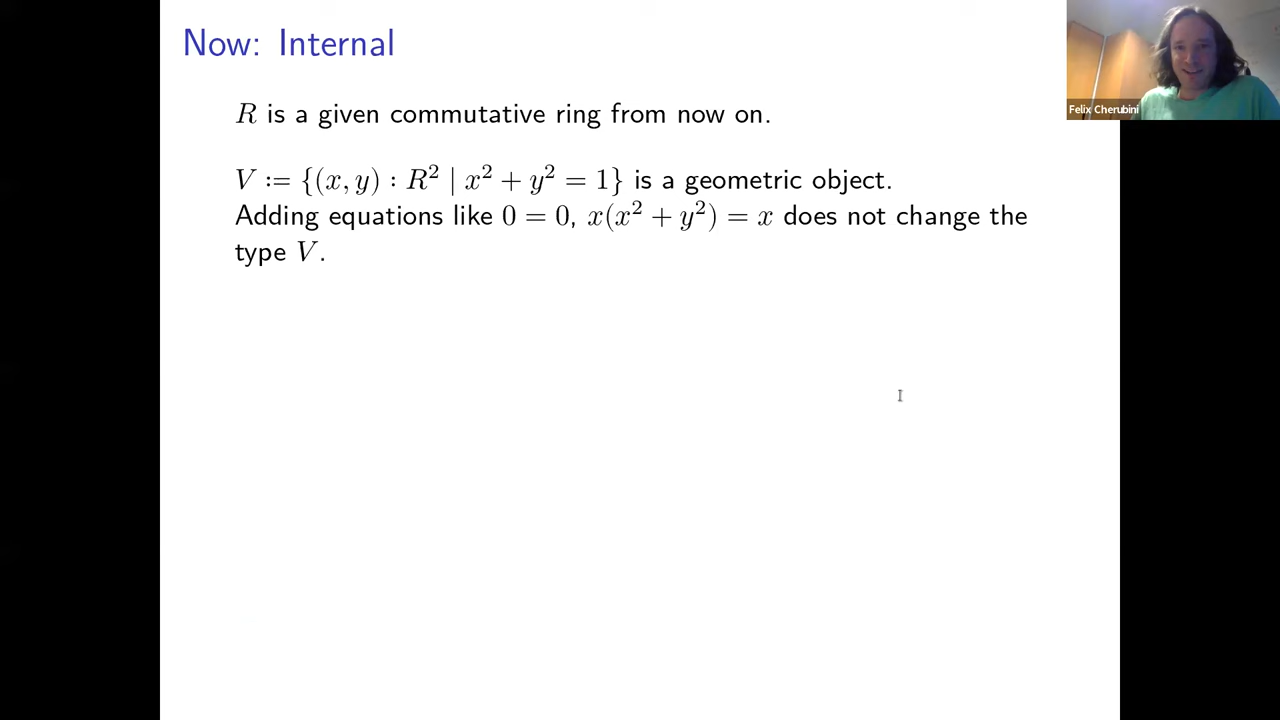 Now: Internal
Felix Cherubini
R is a given commutative ring from now on.
V := {(x, y) : R² | x² + y² = 1} is a geometric object.
Adding equations like 0 = 0, x(x² + y²) = x does not change the
type V.